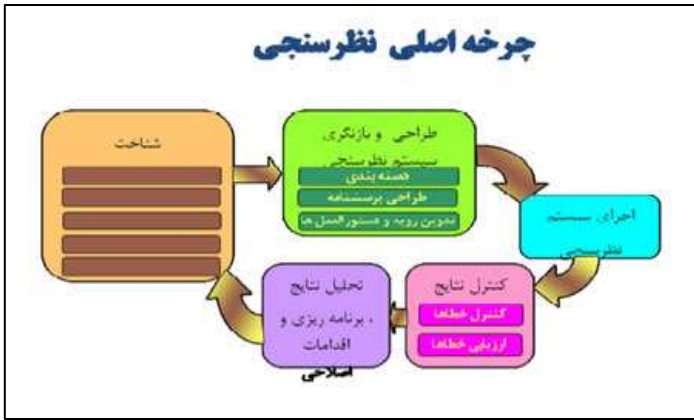 چرخه اصلی نظرسنجی
شناخت
طراحی و بازنگری
سیستم نظرسنجی
دسته بندی
طراحی پرسشنامه
تدوین رویه و دستورالعمل ها
اجرای سیستم
نظرسنجی
کنترل نتایج
کنترل خطاها
ارزیابی خطاها
تحلیل نتایج
، برنامه ریزی و
اقدامات
اصلاحی